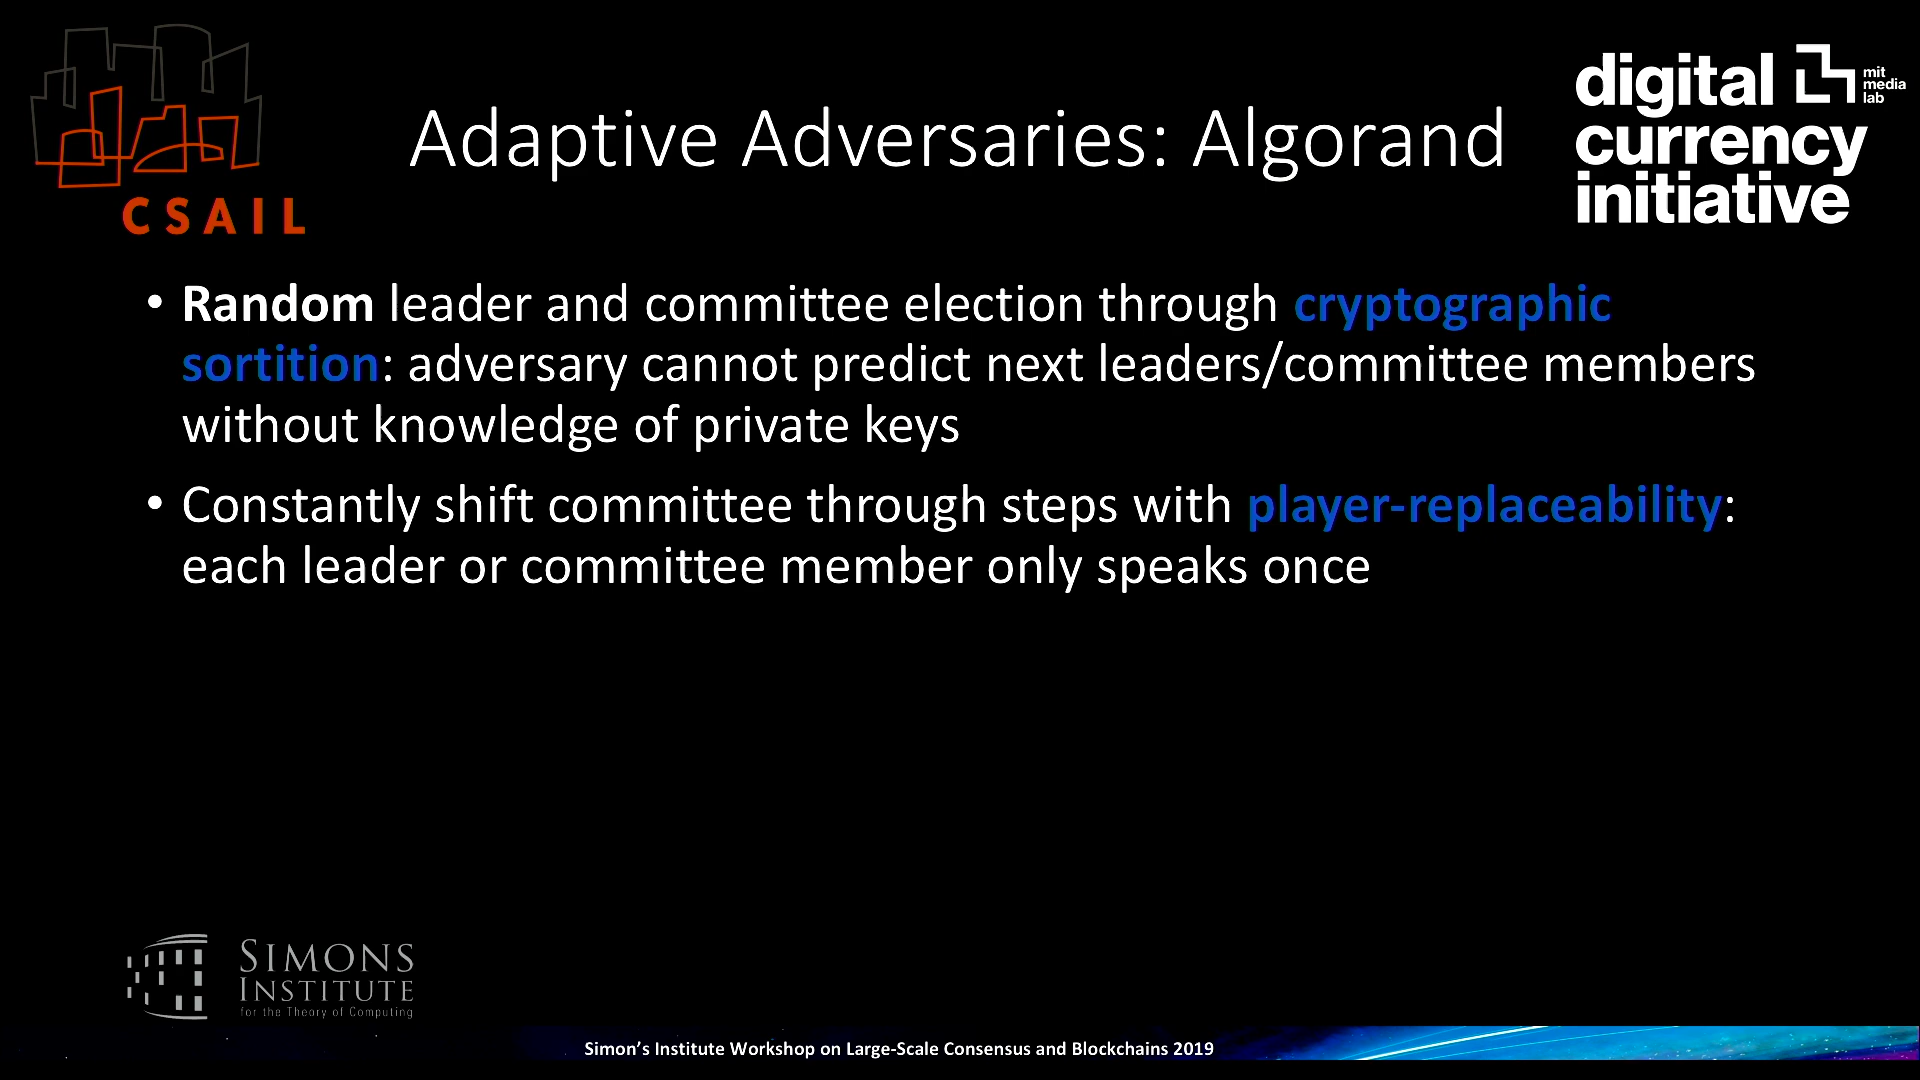 CSAIL
Adaptive Adversaries: Algorand
digital
currency
initiative
mit
media
lab
• Random leader and committee election through cryptographic
sortition: adversary cannot predict next leaders/committee members
without knowledge of private keys
• Constantly shift committee through steps with player-replaceability:
each leader or committee member only speaks once
SIMONS
INSTITUTE
for the Theory of Computing
Simon’s Institute Workshop on Large-Scale Consensus and Blockchains 2019